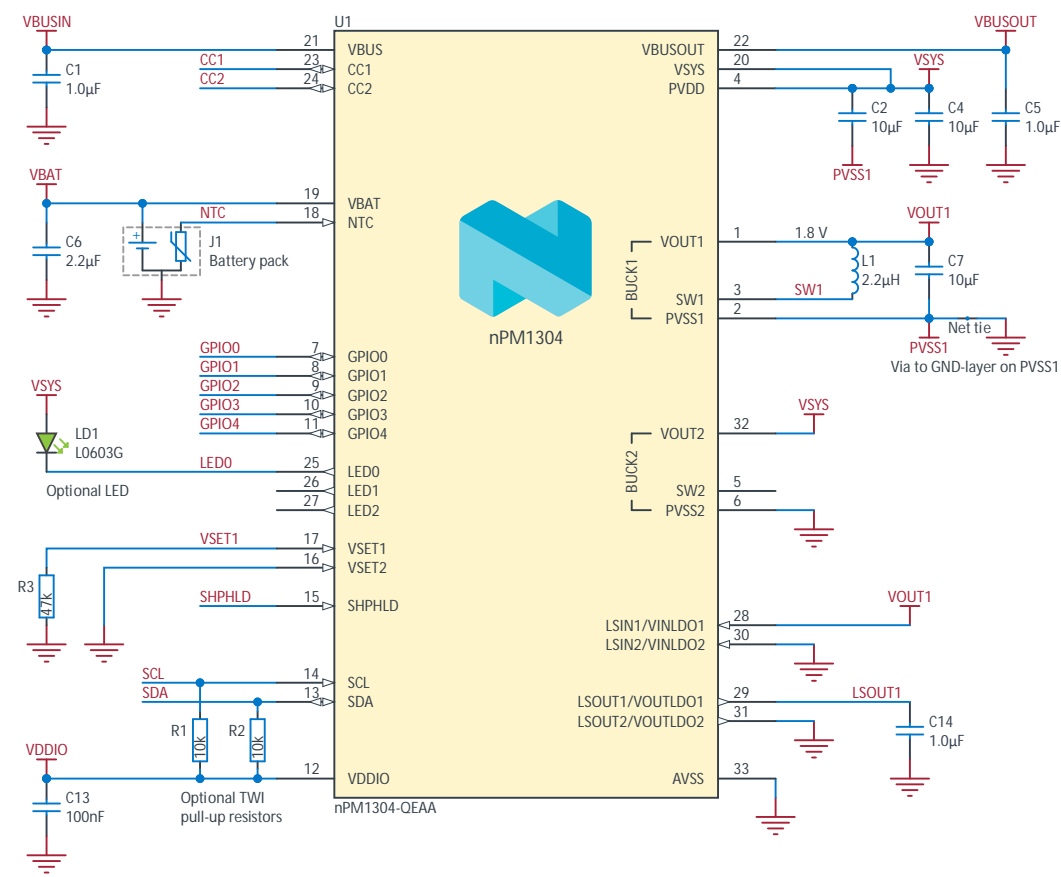 VBUSIN
U1
VBUSOUT
21 VBUS
VBUSOUT 22
CC1 23 CC1
VSYS 20 VSYS
CC2 24 CC2
PVDD 4
C1
1.0µF
C2
10µF
C4
10µF
C5
1.0µF
PVSS1
VBAT
19 VBAT
NTC 18 NTC
C6
2.2µF
+
J1
Battery pack
VOUT1
VOUT1 1 1.8 V
BUCK1
L1
2.2µH
C7
10µF
SW1 3 SW1
PVSS1 2
Net tie
PVSS1
Via to GND-layer on PVSS1
nPM1304
GPIO0 7 GPIO0
GPIO1 8 GPIO1
GPIO2 9 GPIO2
GPIO3 10 GPIO3
GPIO4 11 GPIO4
VSYS
LD1
L0603G
LED0 25 LED0
Optional LED
26 LED1
27 LED2
VSYS
VOUT2 32
BUCK2
SW2 5
PVSS2 6
VSET1 17 VSET1
16 VSET2
R3
47k
SHPHLD 15 SHPHLD
VOUT1
LSIN1/VINLDO1 28
LSIN2/VINLDO2 30
SCL 14 SCL
SDA 13 SDA
LSOUT1/VOUTLDO1 29 LSOUT1
LSOUT2/VOUTLDO2 31
C14
1.0µF
R1
10k
R2
10k
VDDIO
12 VDDIO
AVSS 33
C13
100nF
Optional TWI
pull-up resistors
nPM1304-QEAA